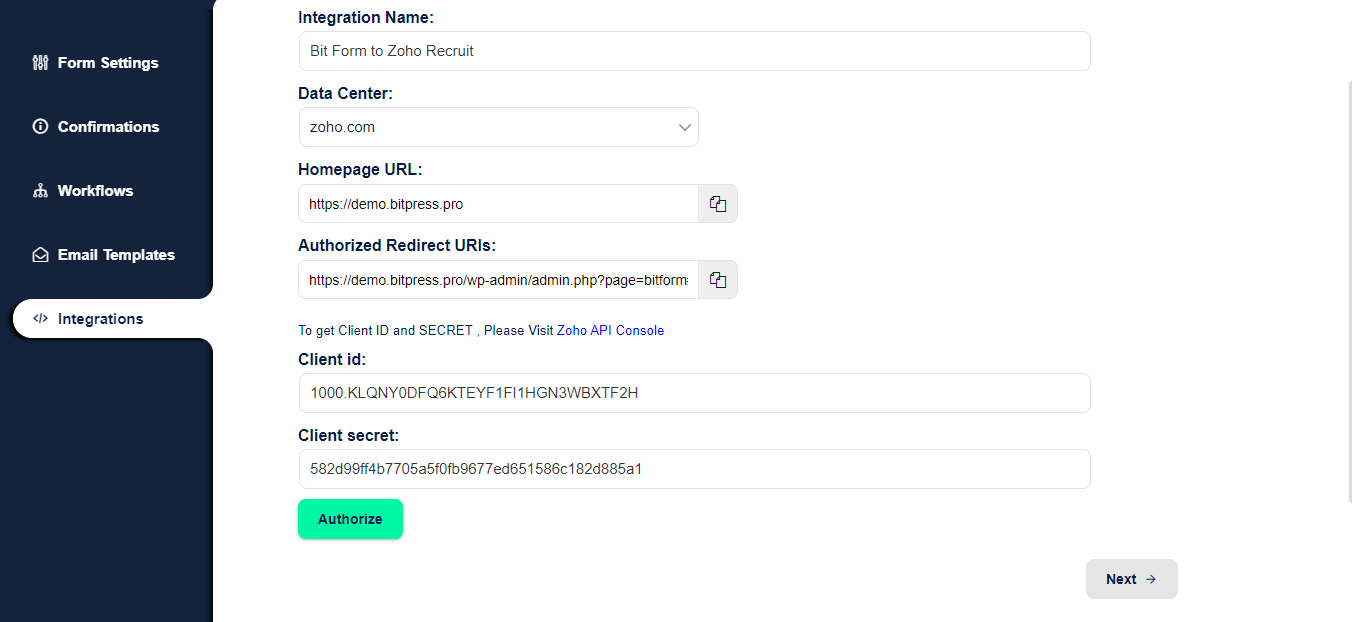 Integration Name:
Bit Form to Zoho Recruit
Form Settings
Data Center:
zoho.com
Confirmations
Homepage URL:
Workflows
https://demo.bitpress.pro
Authorized Redirect URIs:
Email Templates
https://demo.bitpress.pro/wp-admin/admin.php?page=bitform
Integrations
To get Client ID and SECRET , Please Visit Zoho API Console
Client id:
1000.KLQNY0DFQ6KTEYF1FI1HGN3WBXTF2H
Client secret:
582d99ff4b7705a5f0fb9677ed651586c182d885a1
Authorize
Next →